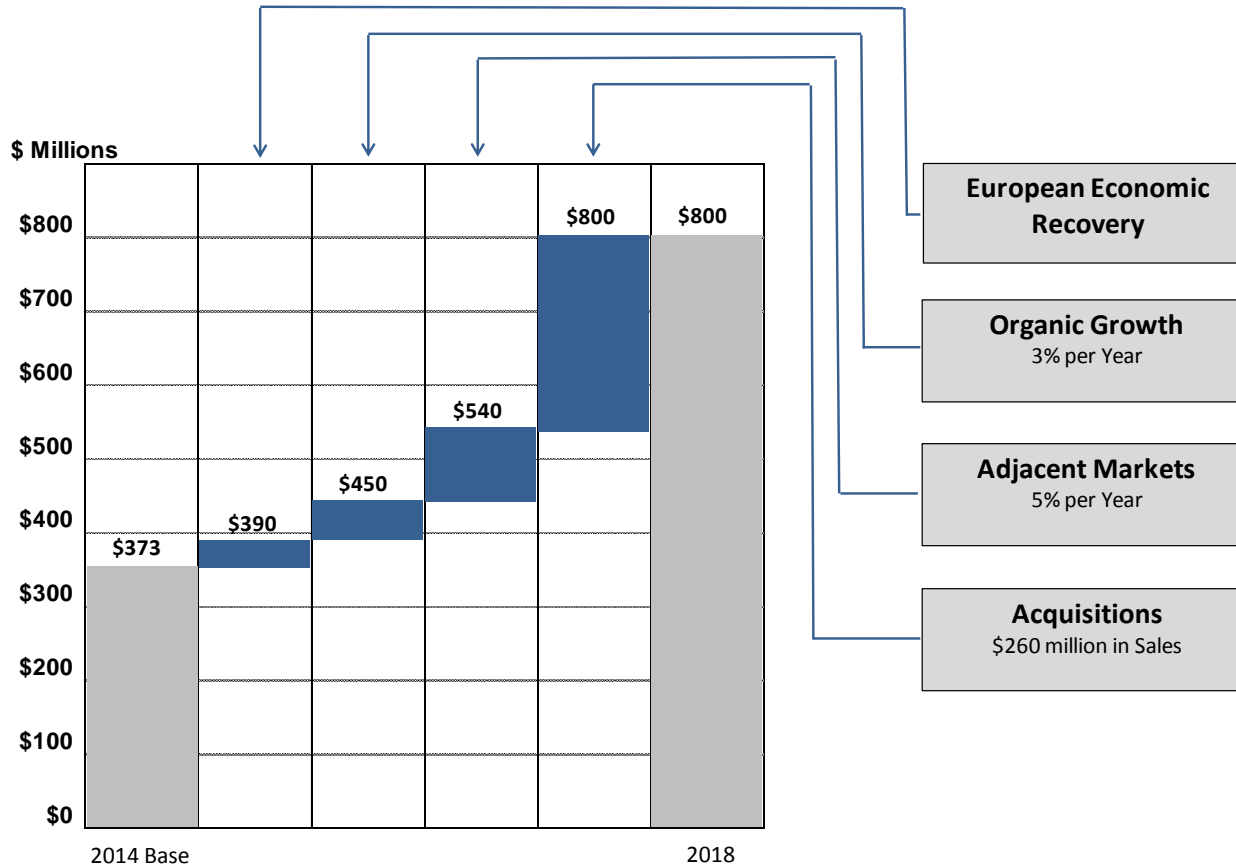 $ Millions
$800
$700
$600
$500
$400
$300
$200
$100
$0
$373
$390
$450
$540
$800
$800
2014 Base
2018
European Economic
Recovery
Organic Growth
3% per Year
Adjacent Markets
5% per Year
Acquisitions
$260 million in Sales